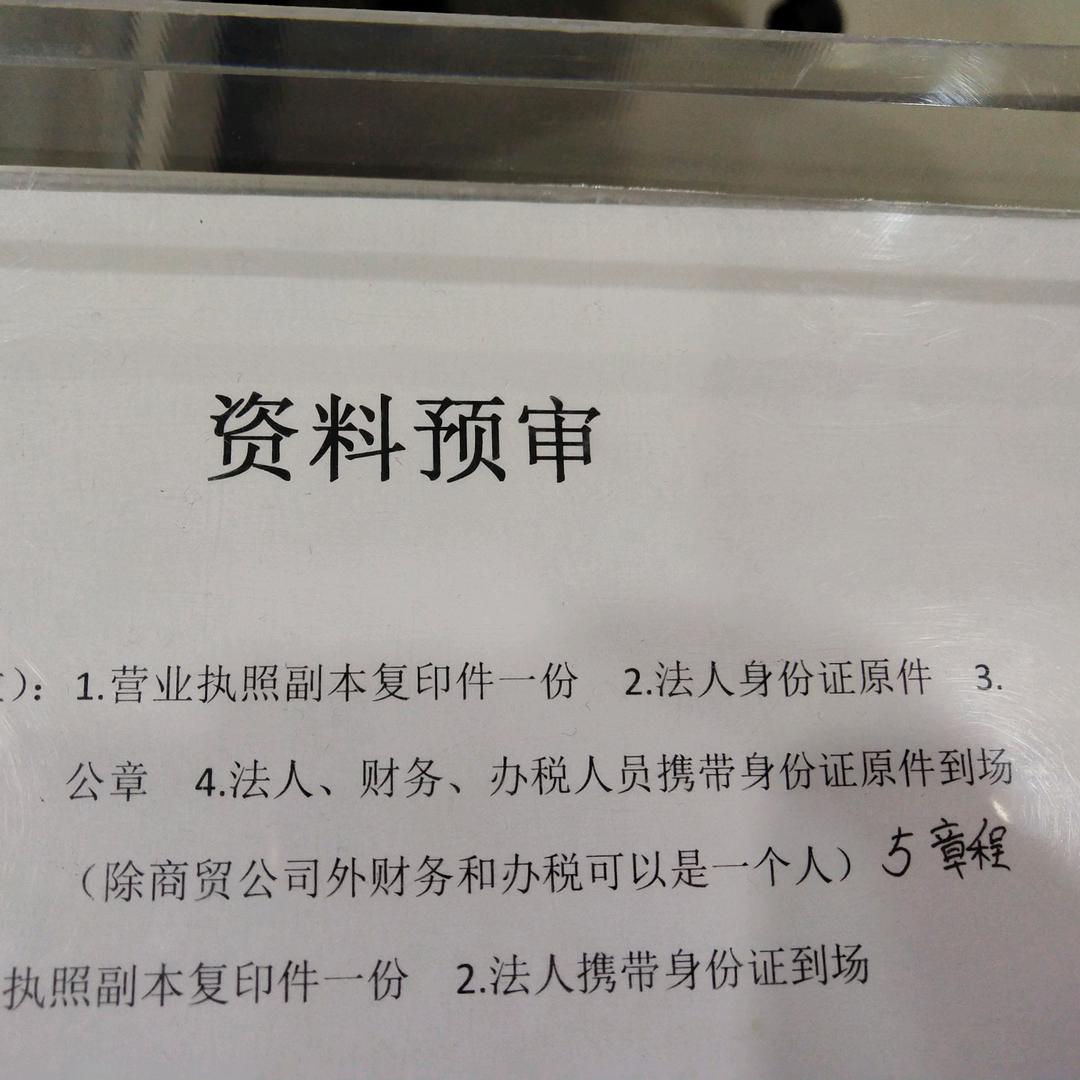 资料预审
）：1.营业执照副本复印件一份 2.法人身份证原件 3.
公章 4.法人、财务、办税人员携带身份证原件到场
（除商贸公司外财务和办税可以是一个人）5章程
执照副本复印件一份 2.法人携带身份证到场